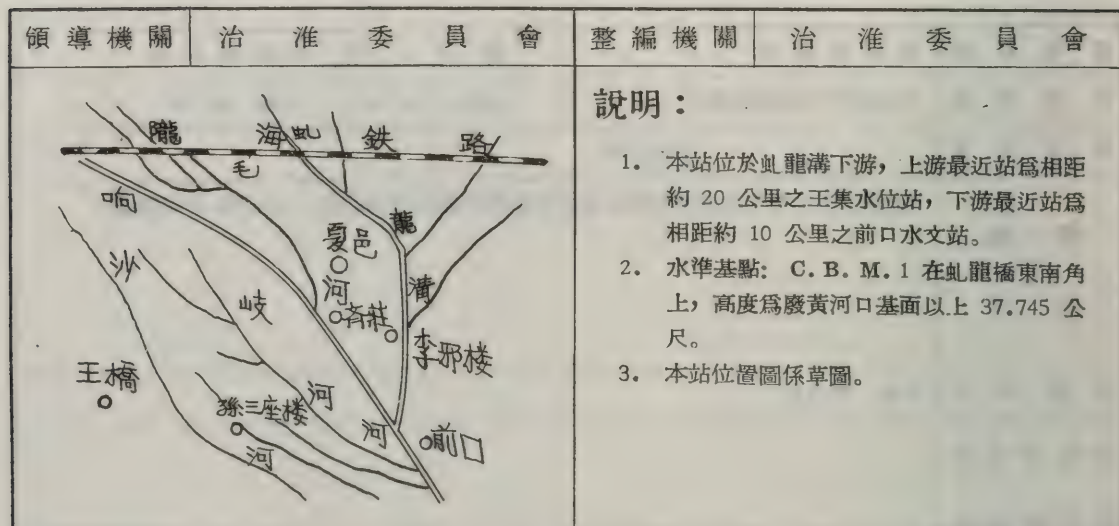 領導機關 治淮委員會 整編機關 治淮委員會
隴海鉄路
虬龍溝
毛河
响河
夏邑
沙河
岐河
斉莊
李邪楼
王橋
孫三座楼
前口
說明：
1. 本站位於虬龍溝下游，上游最近站爲相距
約 20 公里之王集水位站，下游最近站爲
相距約 10 公里之前口水文站。
2. 水準基點：C. B. M. 1 在虬龍橋東南角
上，高度爲廢黃河口基面以上 37.745 公
尺。
3. 本站位置圖係草圖。